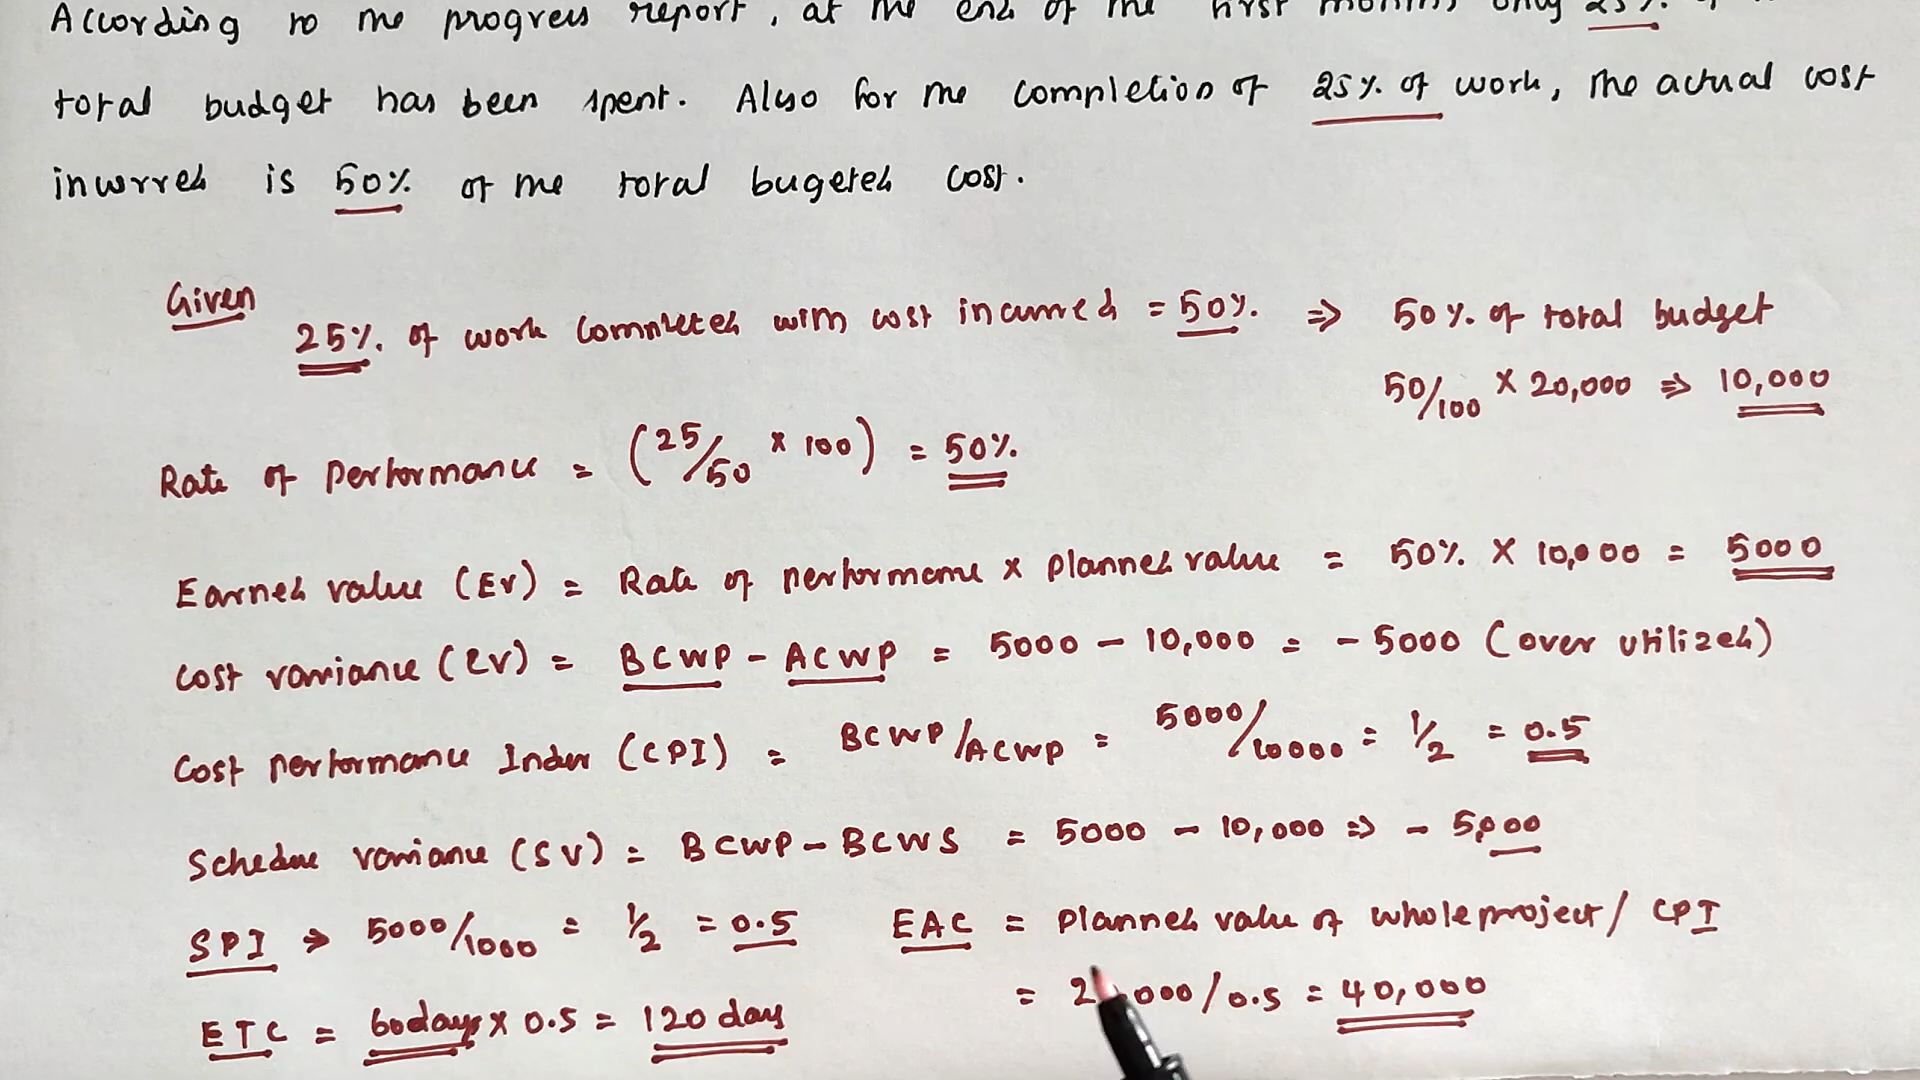 According to the progress report, at the end of the first month, only 25% of
total budget has been spent. Also for the completion of 25% of work, the actual cost
incurred is 50% of the total bugeted cost.
Given
25% of work completed with cost incurred = 50% ⇒ 50% of total budget
50/100 × 20,000 ⇒ 10,000
Rate of performance = (25/50 × 100) = 50%
Earned value (EV) = Rate of performance × planned value = 50% × 10,000 = 5000
Cost variance (CV) = BCWP - ACWP = 5000 - 10,000 = - 5000 (over utilized)
Cost performance Index (CPI) = BCWP/ACWP = 5000/10000 = 1/2 = 0.5
Schedule variance (SV) = BCWP - BCWS = 5000 - 10,000 ⇒ - 5,000
SPI ⇒ 5000/1000 = 1/2 = 0.5 EAC = planned value of whole project / CPI
= 2 000/0.5 = 40,000
ETC = 60days × 0.5 = 120 days